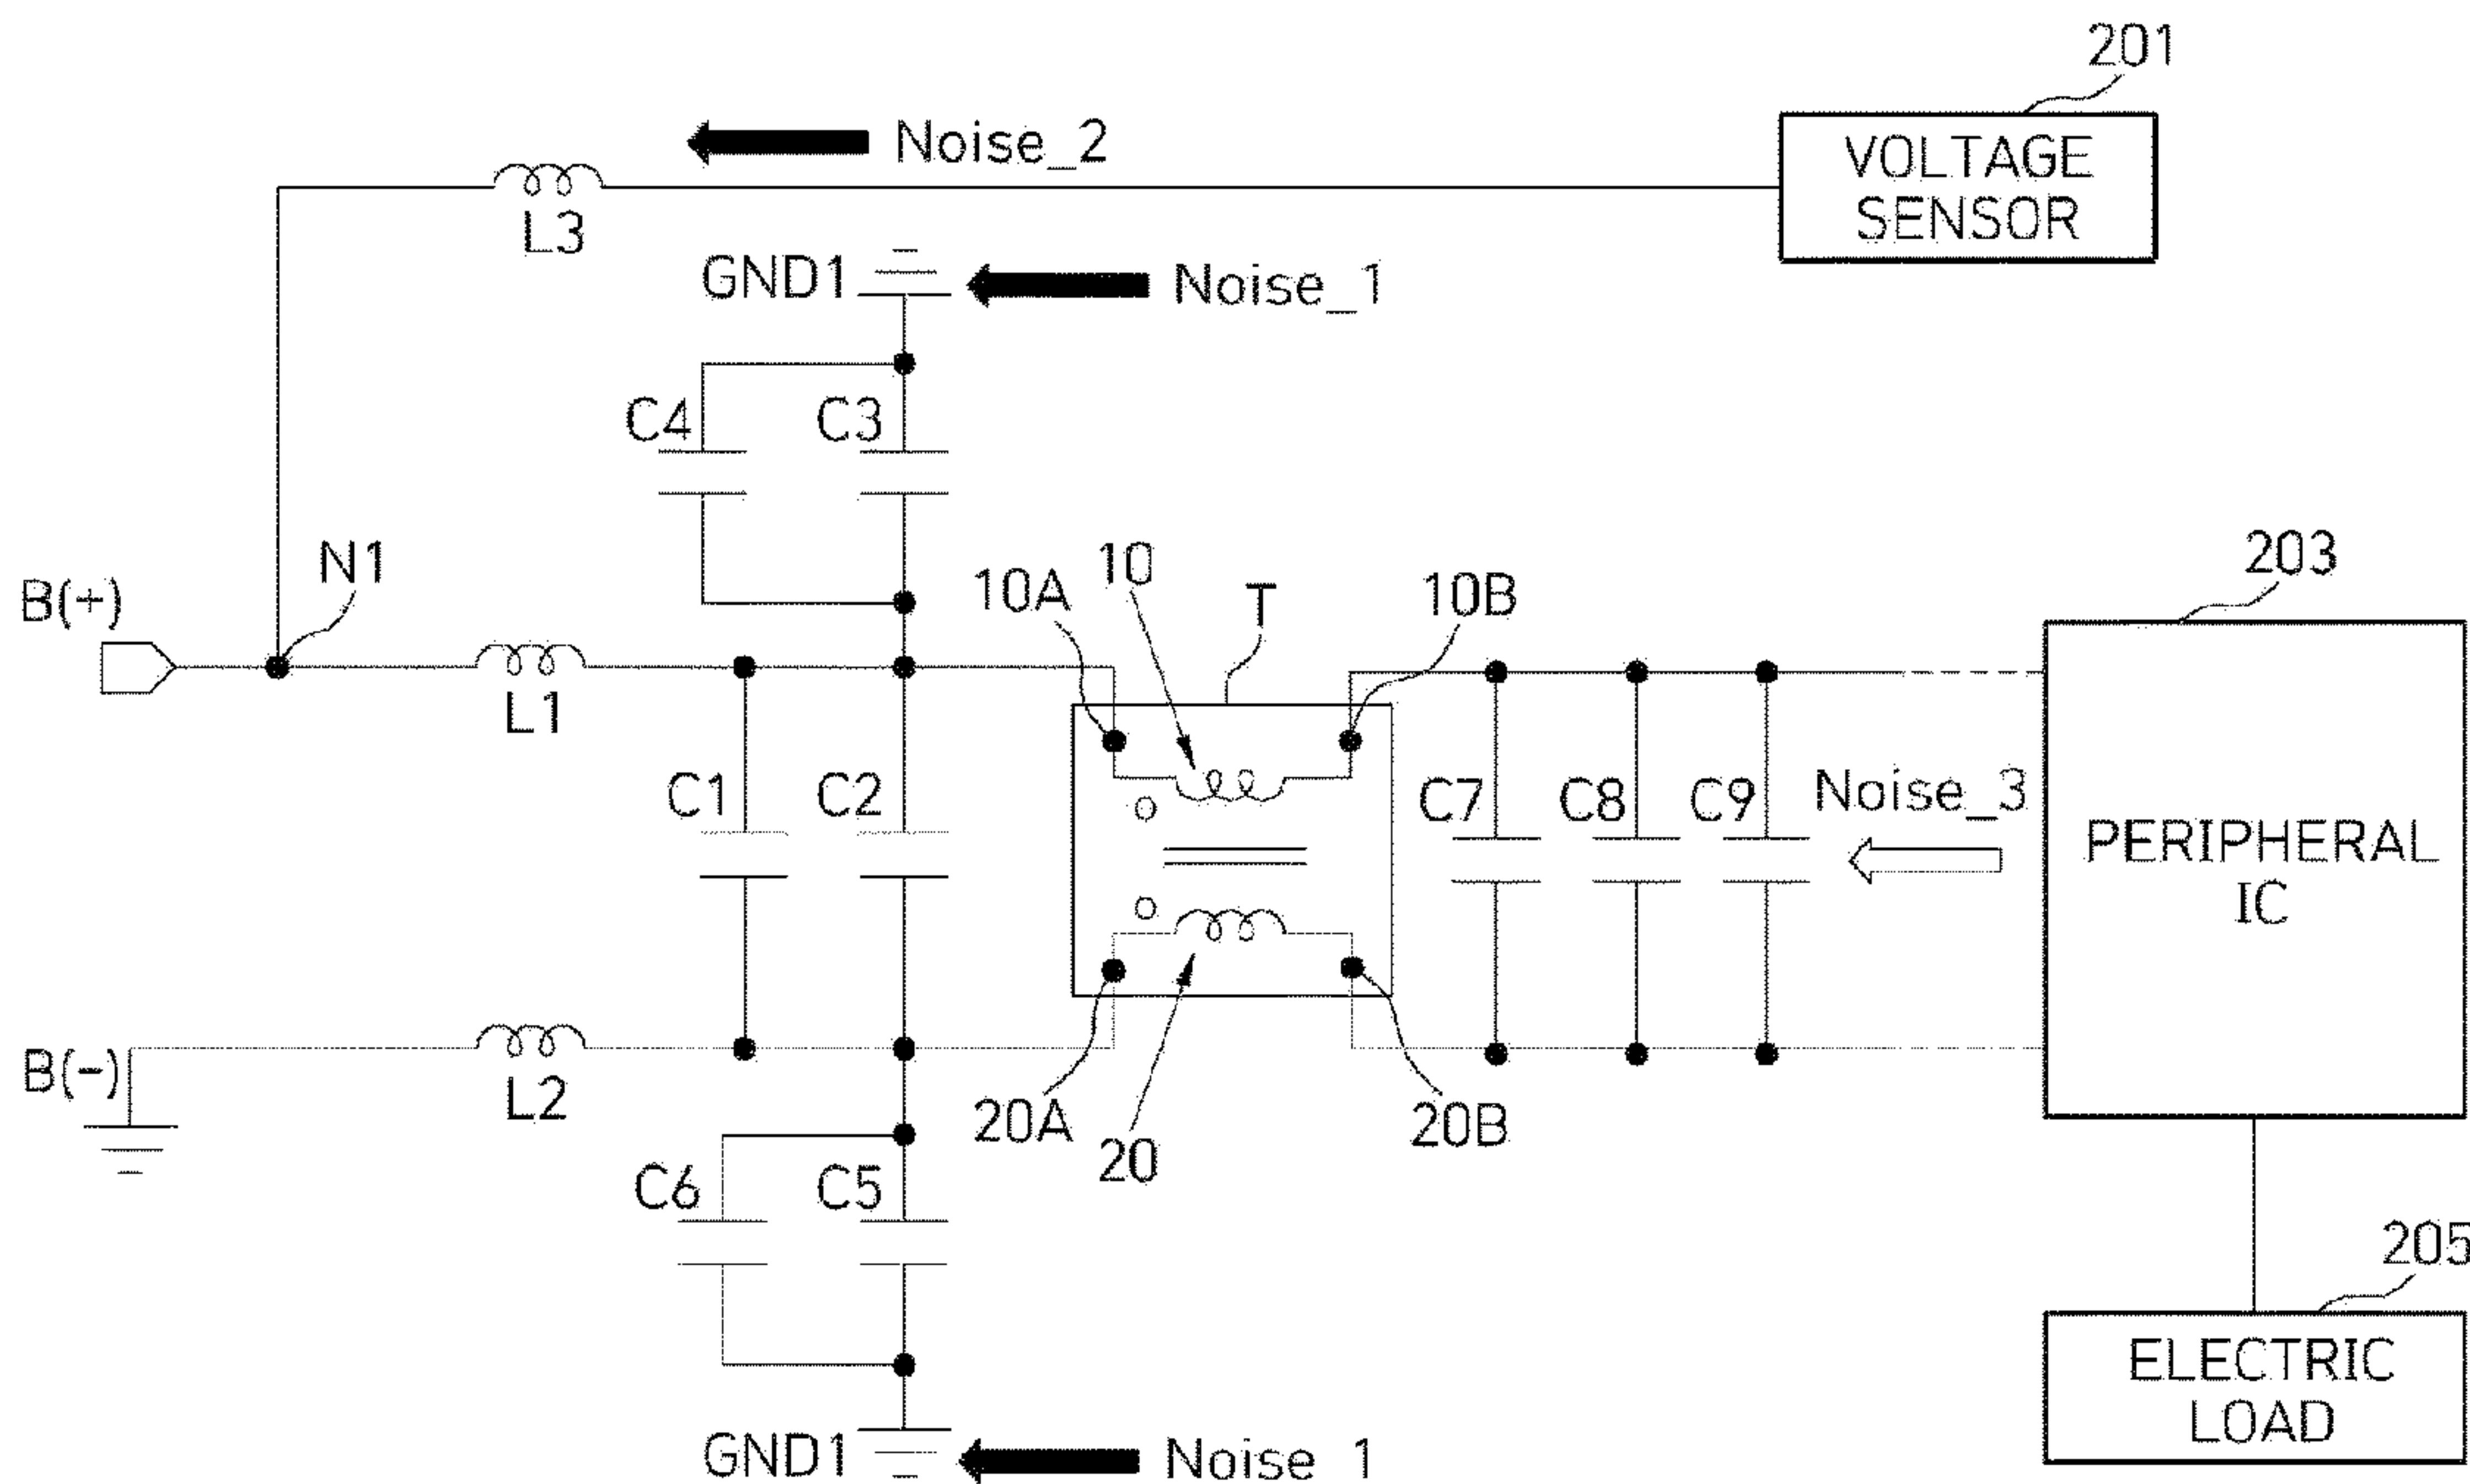 201
Noise_2
VOLTAGE
SENSOR
L3
GND1
Noise_1
C4
C3
N1
B(+)
10A
10
T
10B
203
L1
C1
C2
C7
C8
C9
Noise_3
PERIPHERAL
IC
B(-)
L2
20A
20
20B
C6
C5
205
ELECTRIC
LOAD
GND1
Noise_1